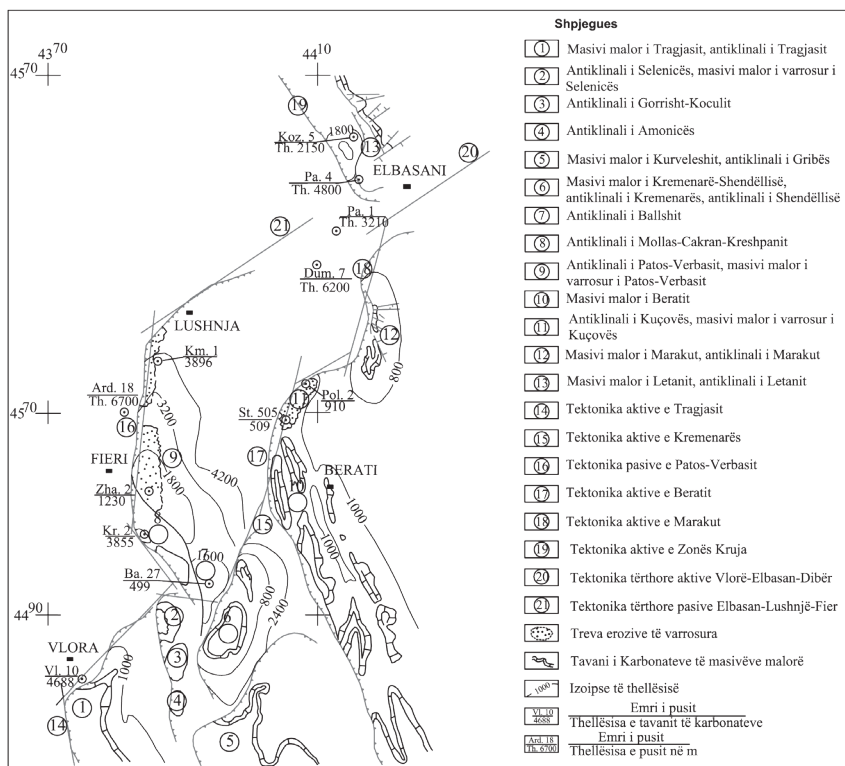 Shpjegues
43 70
44 10
45 70
19
Koz. 5
Th. 2150
1800
13
20
ELBASANI
Pa. 4
Th. 4800
Pa. 1
Th. 3210
21
Dum. 7
Th. 6200
18
LUSHNJA
12
800
Km. 1
3896
Ard. 18
Th. 6700
3200
11
Pol. 2
910
St. 505
509
45 70
16
FIERI
9
4200
17
BERATI
1800
Zha. 2
1230
10
1000
8
Kr. 2
3855
15
1000
7
1600
Ba. 27
499
800
2400
44 90
2
6
VLORA
3
Vl. 10
4688
1000
4
1
14
5
1 Masivi malor i Tragjasit, antiklinali i Tragjasit
2 Antiklinali i Selenicës, masivi malor i varrosur i
Selenicës
3 Antiklinali i Gorrisht-Koculit
4 Antiklinali i Amonicës
5 Masivi malor i Kurveleshit, antiklinali i Gribës
6 Masivi malor i Kremenarë-Shendëllisë,
antiklinali i Kremenarës, antiklinali i Shendëllisë
7 Antiklinali i Ballshit
8 Antiklinali i Mollas-Cakran-Kreshpanit
9 Antiklinali i Patos-Verbasit, masivi malor i
varrosur i Patos-Verbasit
10 Masivi malor i Beratit
11 Antiklinali i Kuçovës, masivi malor i varrosur i
Kuçovës
12 Masivi malor i Marakut, antiklinali i Marakut
13 Masivi malor i Letanit, antiklinali i Letanit
14 Tektonika aktive e Tragjasit
15 Tektonika aktive e Kremenarës
16 Tektonika pasive e Patos-Verbasit
17 Tektonika aktive e Beratit
18 Tektonika aktive e Marakut
19 Tektonika aktive e Zonës Kruja
20 Tektonika tërthore aktive Vlorë-Elbasan-Dibër
21 Tektonika tërthore pasive Elbasan-Lushnjë-Fier
Treva erozive të varrosura
Tavani i Karbonateve të masivëve malorë
1000 Izoipse të thellësisë
Vl. 10 Emri i pusit
4688 Thellësisa e tavanit të karbonateve
Ard. 18 Emri i pusit
Th. 6700 Thellësisa e pusit në m